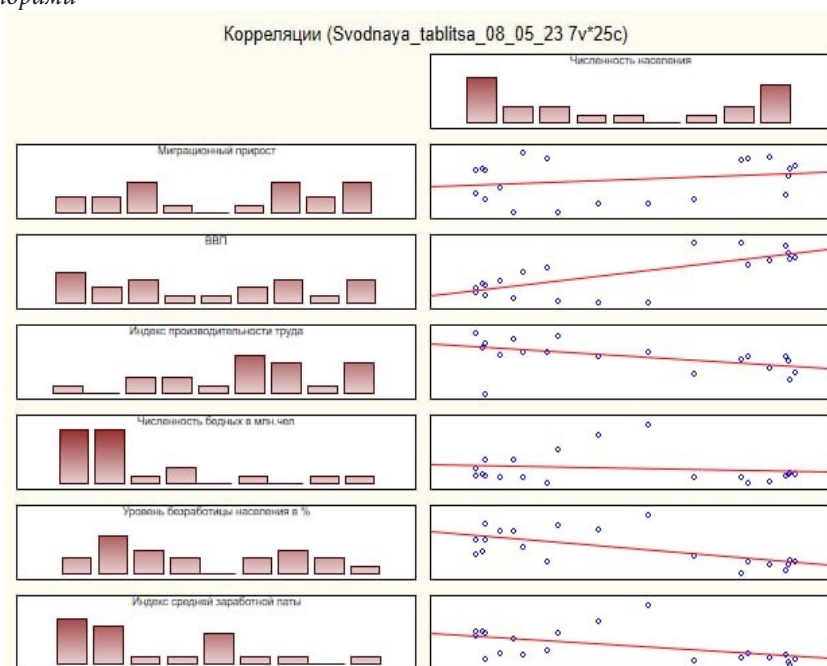 Корреляции (Svodnaya_tablitsa_08_05_23 7v*25c)
Численность населения
Миграционный прирост
ВВП
Индекс производительности труда
Численность бедных в млн.чел
Уровень безработицы населения в %
Индекс средней заработной паты